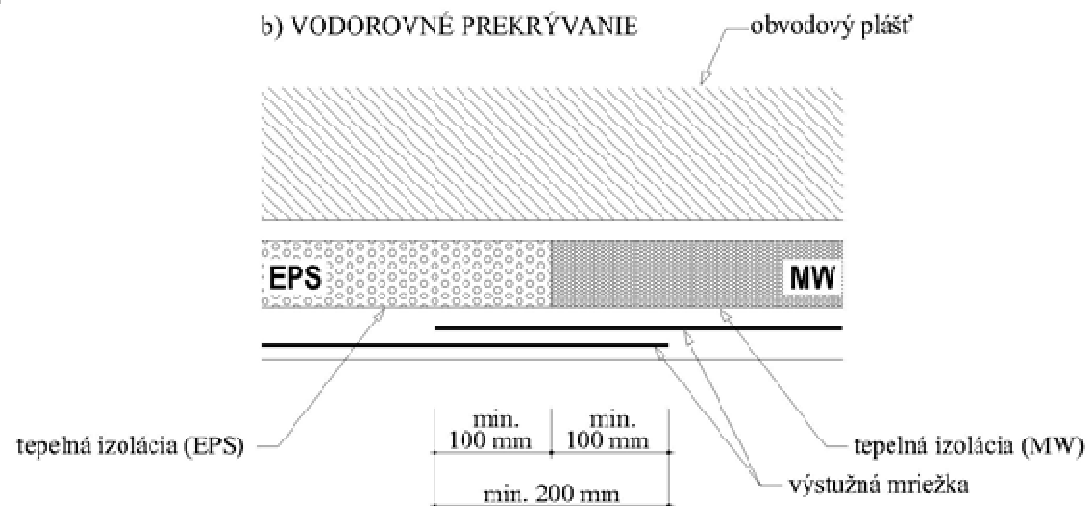 b) VODOROVNÉ PREKRÝVANIE
obvodový plášť
EPS
MW
min. 100 mm
min. 100 mm
tepelná izolácia (EPS)
tepelná izolácia (MW)
výstužná mriežka
min. 200 mm